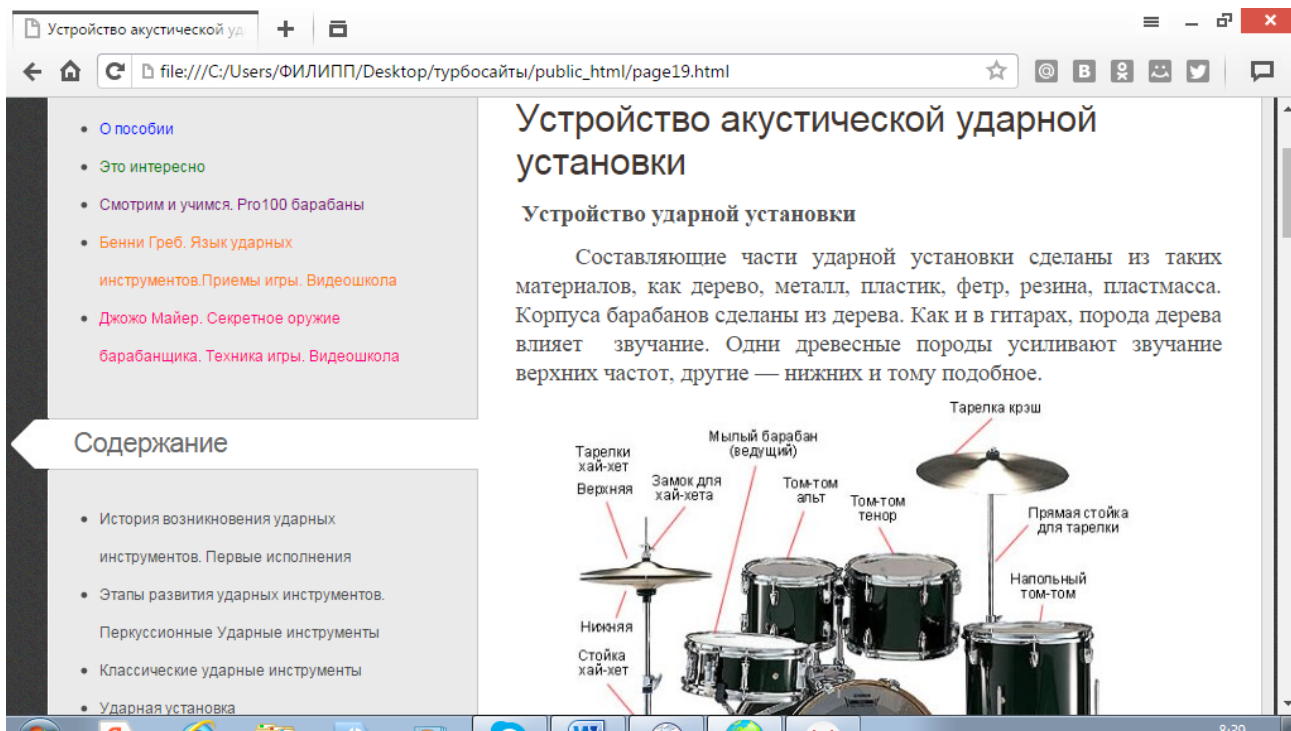 Устройство акустической уд
file:///C:/Users/ФИЛИПП/Desktop/турбосайты/public_html/page19.html
О пособии
Это интересно
Смотрим и учимся. Pro100 барабаны
Бенни Греб. Язык ударных
инструментов.Приемы игры. Видеошкола
Джожо Майер. Секретное оружие
барабанщика. Техника игры. Видеошкола
Содержание
История возникновения ударных
инструментов. Первые исполнения
Этапы развития ударных инструментов.
Перкуссионные Ударные инструменты
Классические ударные инструменты
Ударная установка
Устройство акустической ударной
установки
Устройство ударной установки
Составляющие части ударной установки сделаны из таких
материалов, как дерево, металл, пластик, фетр, резина, пластмасса.
Корпуса барабанов сделаны из дерева. Как и в гитарах, порода дерева
влияет звучание. Одни древесные породы усиливают звучание
верхних частот, другие — нижних и тому подобное.
Тарелка крэш
Мылый барабан
(ведущий)
Тарелки
хай-хет
Верхняя
Замок для
хай-хета
Том-том
альт
Том-том
тенор
Прямая стойка
для тарелки
Напольный
том-том
Нижняя
Стойка
хай-хет